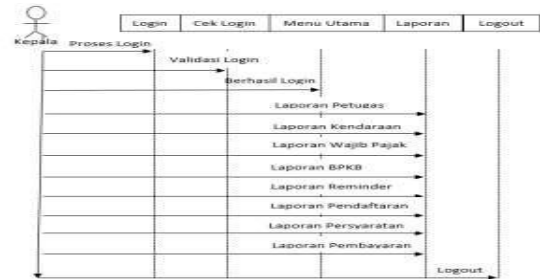 Login Cek Login Menu Utama Laporan Logout
Kepala
Proses Login
Validasi Login
Berhasil Login
Laporan Petugas
Laporan Kendaraan
Laporan Wajib Pajak
Laporan BPKB
Laporan Reminder
Laporan Pendaftaran
Laporan Persyaratan
Laporan Pembayaran
Logout